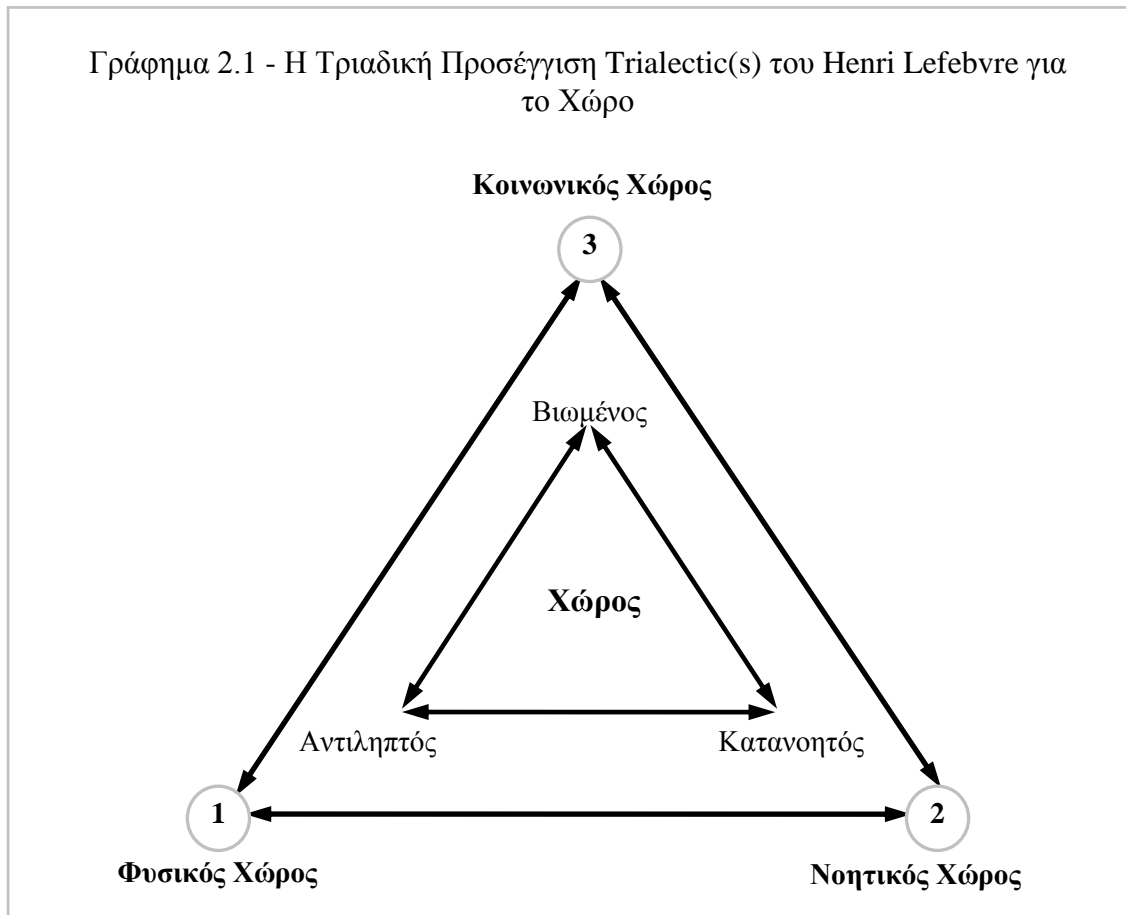 Γράφημα 2.1 - Η Τριαδική Προσέγγιση Trialectic(s) του Henri Lefebvre για
το Χώρο
Κοινωνικός Χώρος
3
Βιωμένος
Χώρος
Αντιληπτός
Κατανοητός
1
2
Φυσικός Χώρος
Νοητικός Χώρος